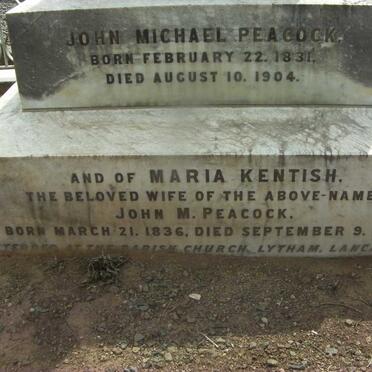 JOHN MICHAEL PEACOCK.
BORN FEBRUARY 22. 1831.
DIED AUGUST 10. 1904.
AND OF MARIA KENTISH.
THE BELOVED WIFE OF THE ABOVE-NAME
JOHN M. PEACOCK.
BORN MARCH 21. 1836, DIED SEPTEMBER 9.
AT THE PARISH CHURCH, LYTHAM, LANC